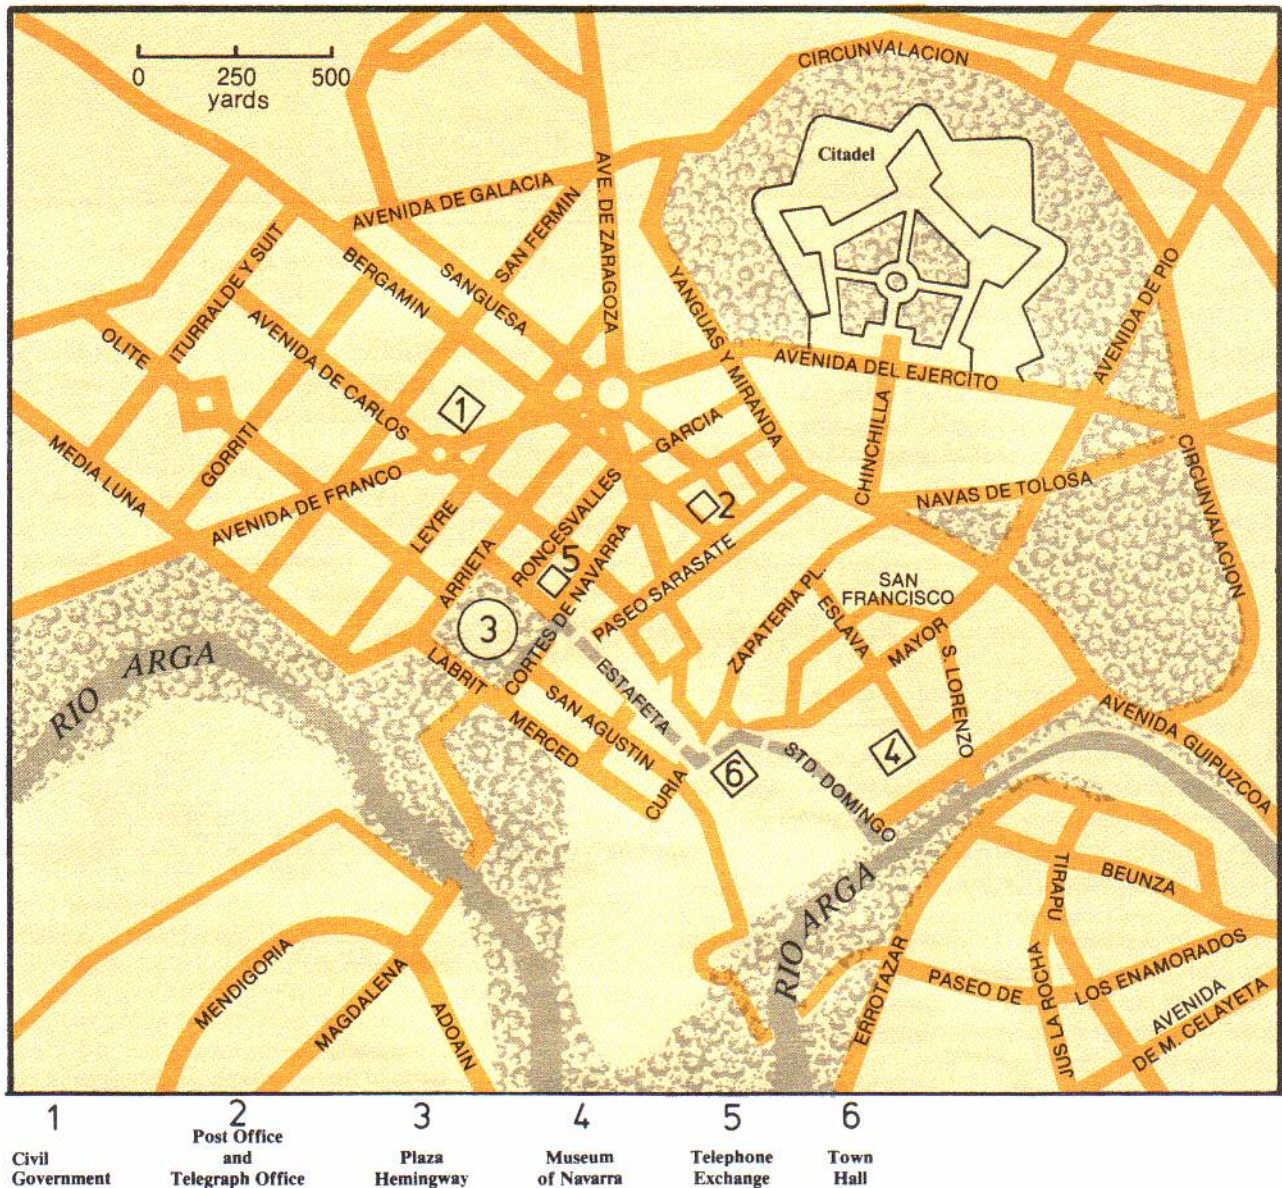 0 250 500
yards
CIRCUNVALACION
Citadel
AVE. DE ZARAGOZA
AVENIDA DE GALACIA
SAN FERMIN
ITURRALDE Y SUIT
BERGAMIN
SANGUESA
YANGUAS Y MIRANDA
AVENIDA DE PIO
OLITE
AVENIDA DE CARLOS
AVENIDA DEL EJERCITO
1
GARCIA
CHINCHILLA
MEDIA LUNA
GORRITI
AVENIDA DE FRANCO
RONCESVALLES
2
NAVAS DE TOLOSA
CIRCUNVALACION
LEYRE
ARRIETA
5
CORTES DE NAVARRA
PASEO SARASATE
ZAPATERIA PL.
SAN
FRANCISCO
ESLAVA
MAYOR
S. LORENZO
3
RIO ARGA
LABRIT
ESTAFETA
SAN AGUSTIN
MERCED
CURIA
6
STD. DOMINGO
4
AVENIDA GUIPUZCOA
RIO ARGA
TIRAPU
BEUNZA
MENDIGORIA
MAGDALENA
ADOAIN
ERROTAZAR
PASEO DE
LOS ENAMORADOS
JUS LA ROCHA
AVENIDA
DE M. CELAYETA
1 2 3 4 5 6
Civil
Government
Post Office
and
Telegraph Office
Plaza
Hemingway
Museum
of Navarra
Telephone
Exchange
Town
Hall